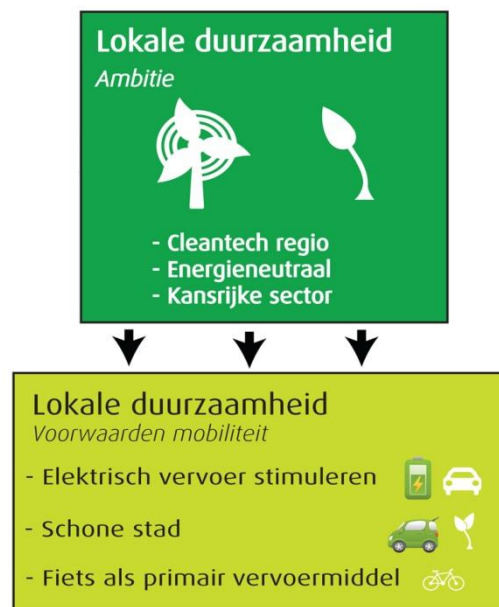 Lokale duurzaamheid
Ambitie
- Cleantech regio
- Energieneutraal
- Kansrijke sector
Lokale duurzaamheid
Voorwaarden mobiliteit
- Elektrisch vervoer stimuleren
- Schone stad
- Fiets als primair vervoermiddel